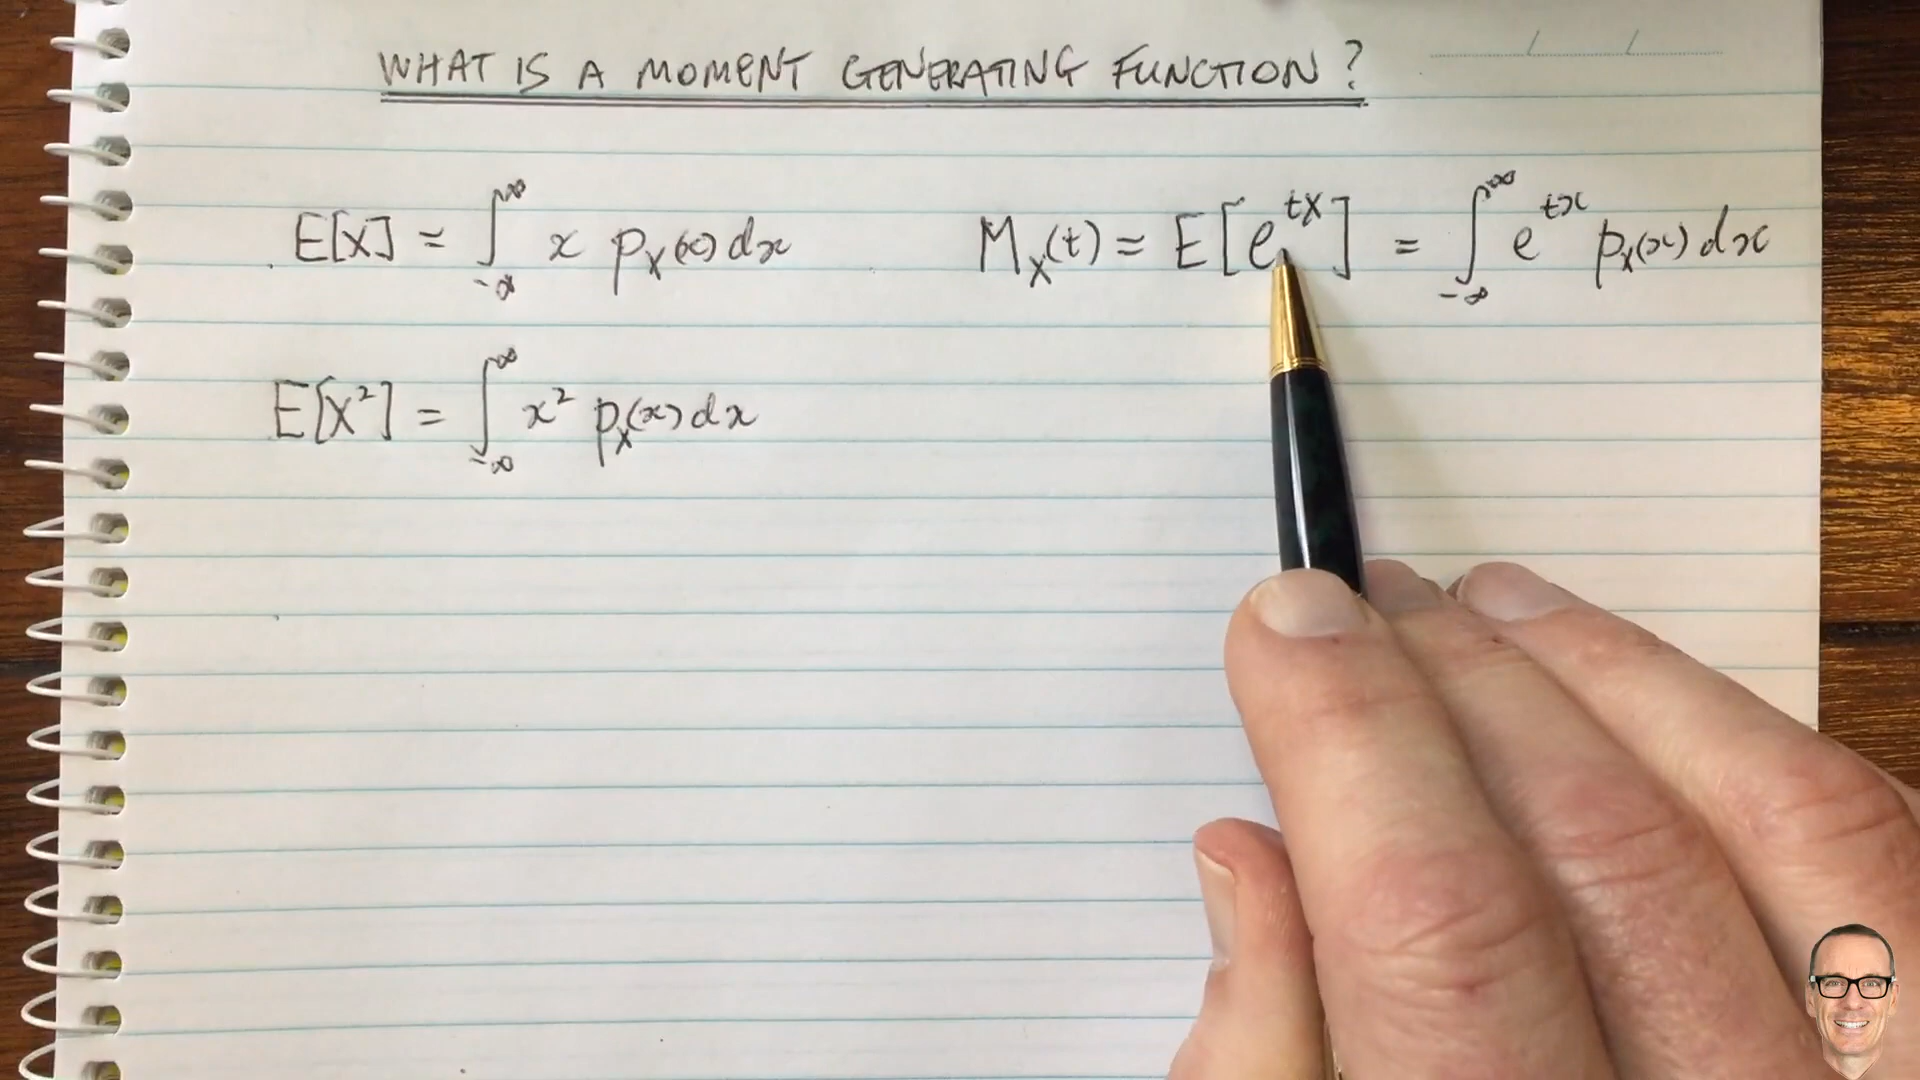 WHAT IS A MOMENT GENERATING FUNCTION?
E[X] = ∫_{-∞}^{∞} x p_X(x) dx
M_X(t) = E[e^{tX}] = ∫_{-∞}^{∞} e^{tx} p_X(x) dx
E[X²] = ∫_{-∞}^{∞} x² p_X(x) dx